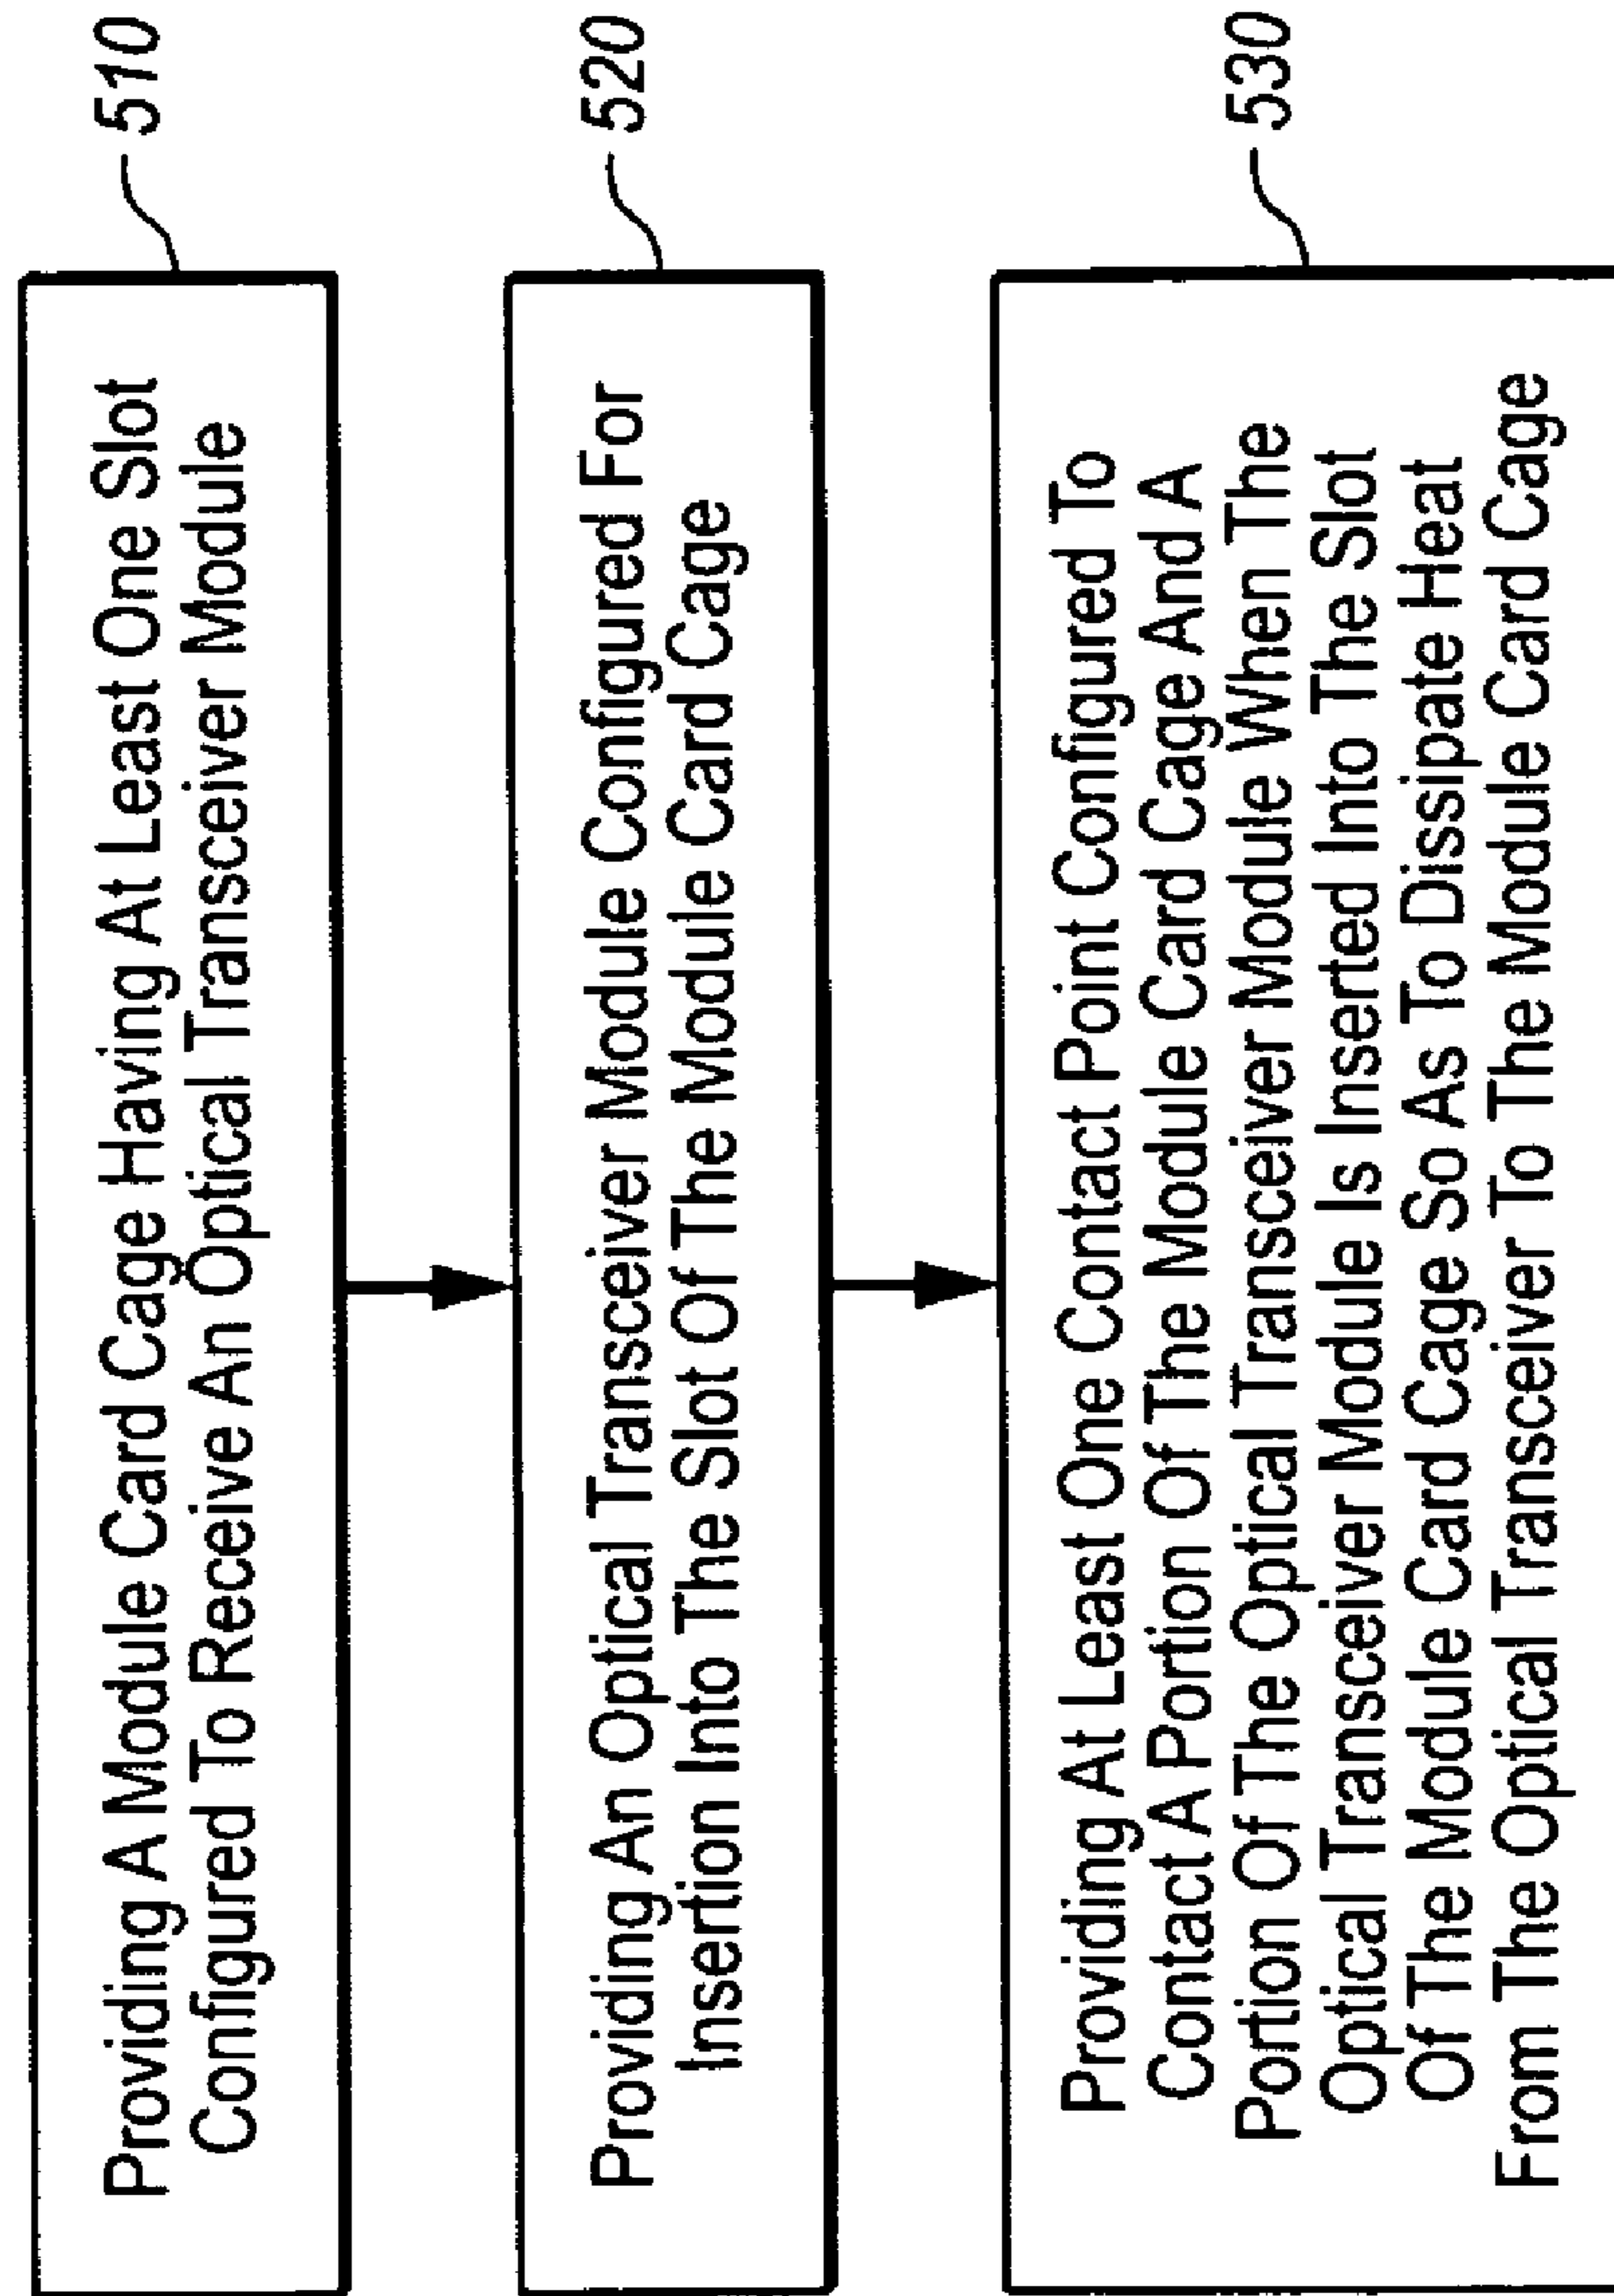 Providing A Module Card Cage Having At Least One Slot
Configured To Receive An Optical Transceiver Module
510
Providing An Optical Transceiver Module Configured For
Insertion Into The Slot Of The Module Card Cage
520
Providing At Least One Contact Point Configured To
Contact A Portion Of The Module Card Cage And A
Portion Of The Optical Transceiver Module When The
Optical Transceiver Module Is Inserted Into The Slot
Of The Module Card Cage So As To Dissipate Heat
From The Optical Transceiver To The Module Card Cage
530